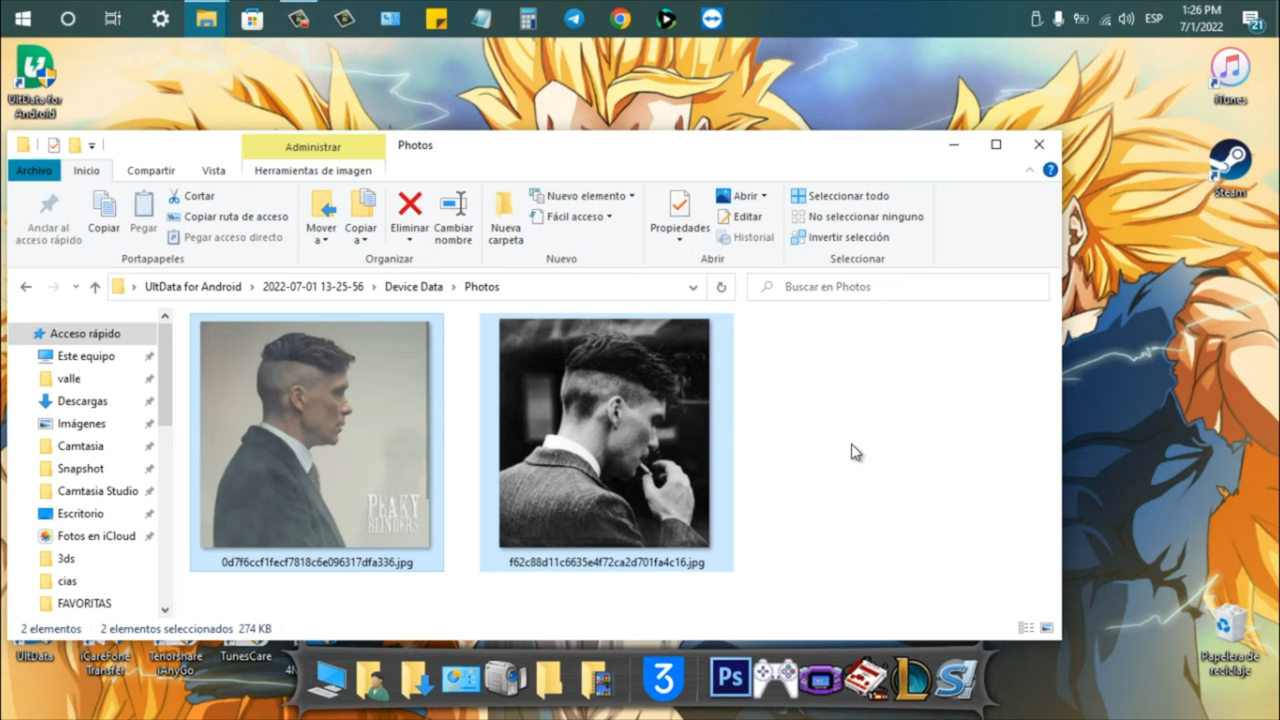 ESP
1:26 PM
7/1/2022
21
UltData for
Android
iTunes
Steam
Administrar
Photos
Archivo
Inicio
Compartir
Vista
Herramientas de imagen
Anclar al
acceso rápido
Copiar
Pegar
Cortar
Copiar ruta de acceso
Pegar acceso directo
Portapapeles
Mover
a
Copiar
a
Eliminar
Cambiar
nombre
Organizar
Nueva
carpeta
Nuevo elemento
Fácil acceso
Nuevo
Propiedades
Abrir
Editar
Historial
Abrir
Seleccionar todo
No seleccionar ninguno
Invertir selección
Seleccionar
UltData for Android
2022-07-01 13-25-56
Device Data
Photos
Buscar en Photos
Acceso rápido
Este equipo
valle
Descargas
Imágenes
Camtasia
Snapshot
Camtasia Studio
Escritorio
Fotos en iCloud
3ds
cias
FAVORITAS
PEAKY
BLINDERS
0d7f6ccf1fecf7818c6e096317dfa336.jpg
f62c88d11c6635e4f72ca2d701fa4c16.jpg
2 elementos
2 elementos seleccionados
274 KB
UltData
iCareFone
Transfer
Tenorshare
iAnyGo
TunesCare
3
Ps
Papelera de
reciclaje